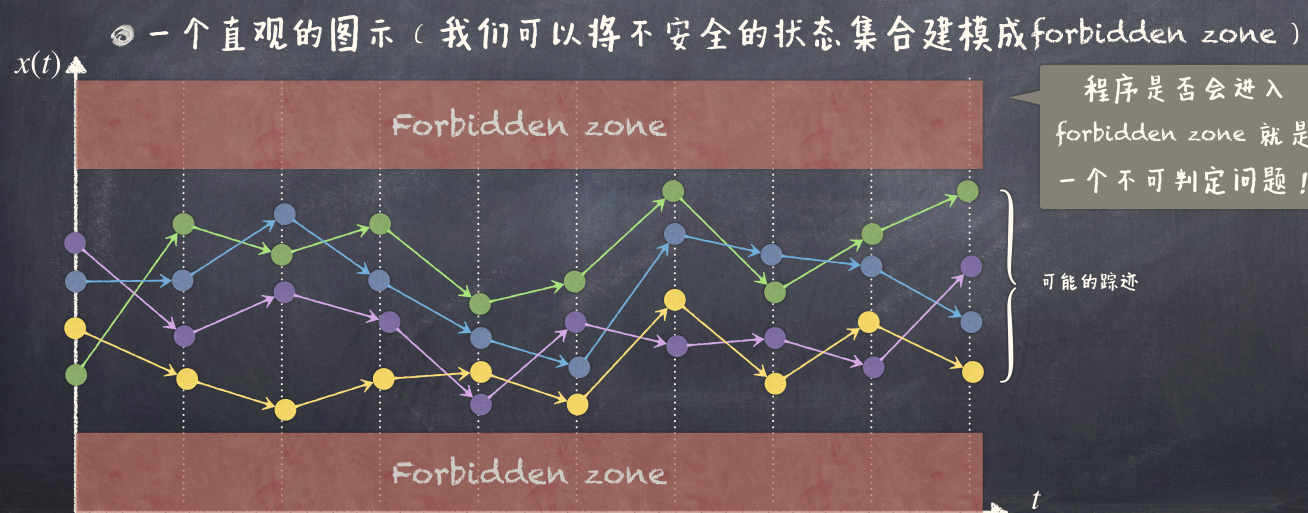 一个直观的图示（我们可以将不安全的状态集合建模成forbidden zone）
x(t)
Forbidden zone
程序是否会进入
forbidden zone 就是
一个不可判定问题！
可能的踪迹
Forbidden zone
t